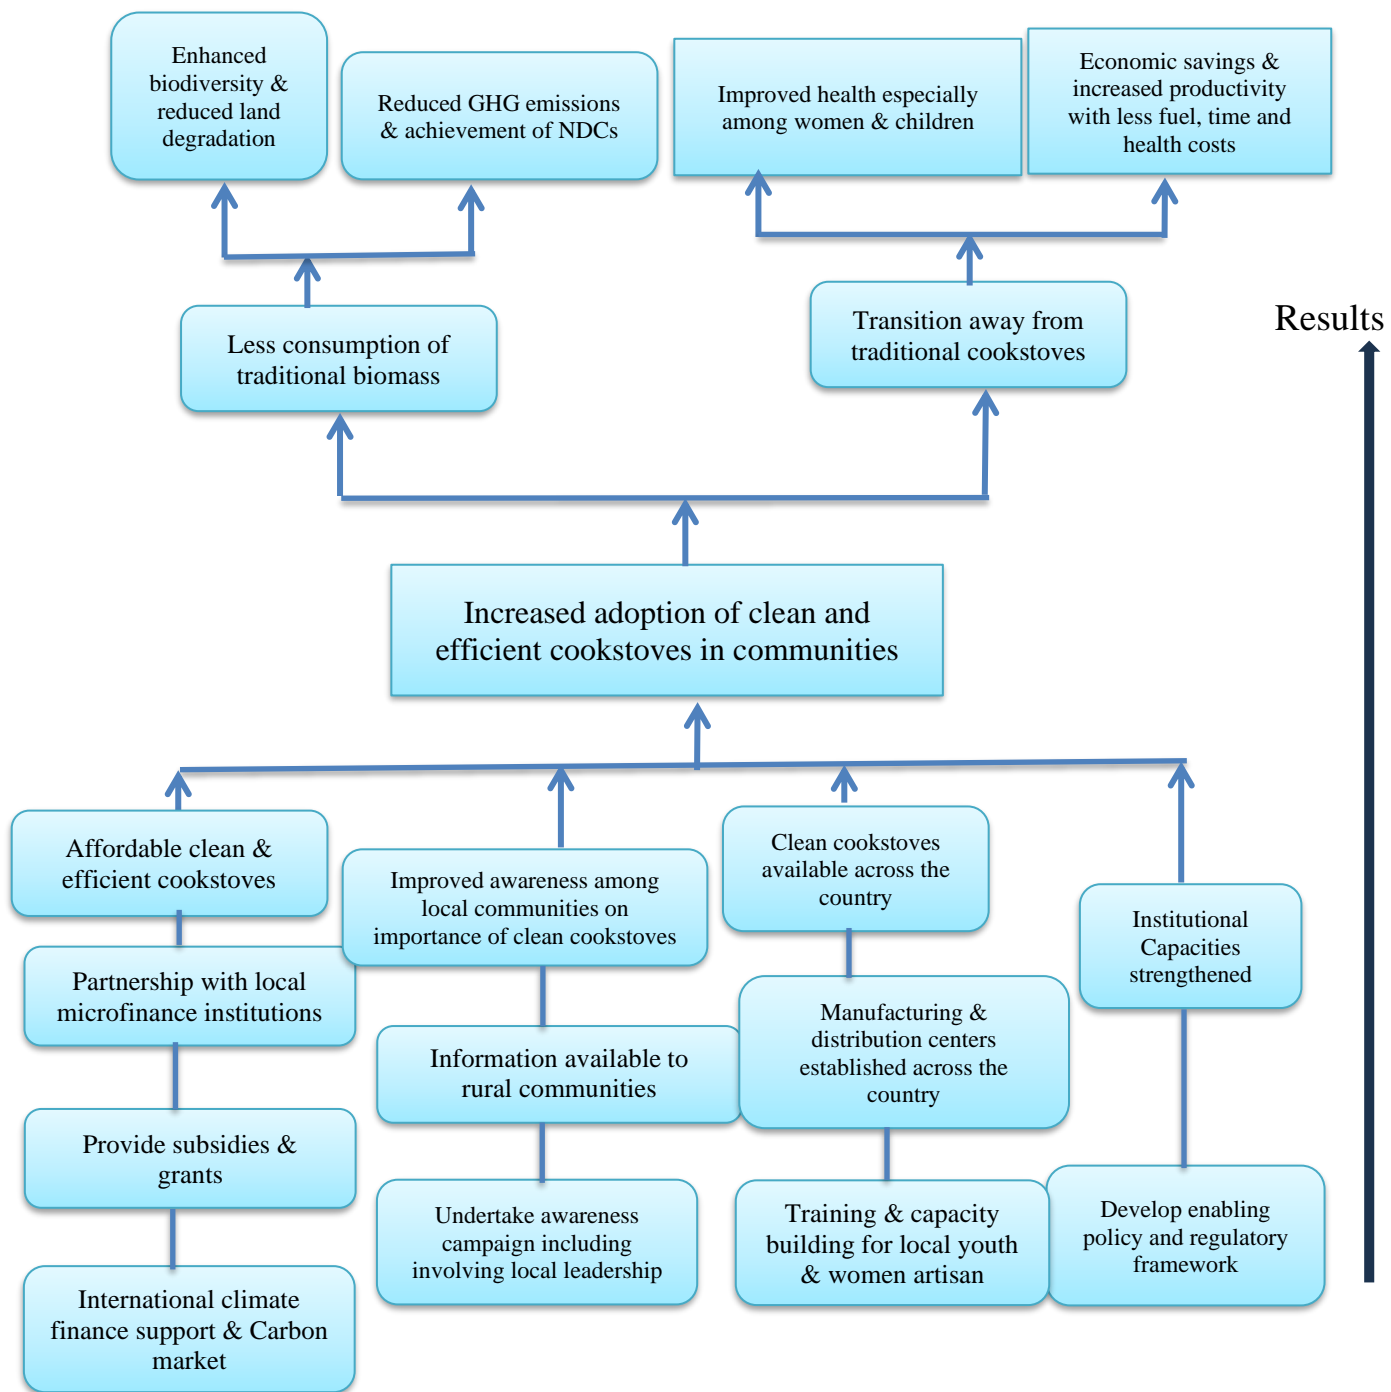 Enhanced
biodiversity &
reduced land
degradation
Reduced GHG emissions
& achievement of NDCs
Improved health especially
among women & children
Economic savings &
increased productivity
with less fuel, time and
health costs
Less consumption of
traditional biomass
Transition away from
traditional cookstoves
Results
Increased adoption of clean and
efficient cookstoves in communities
Affordable clean &
efficient cookstoves
Improved awareness among
local communities on
importance of clean cookstoves
Clean cookstoves
available across the
country
Institutional
Capacities
strengthened
Partnership with local
microfinance institutions
Information available to
rural communities
Manufacturing &
distribution centers
established across the
country
Provide subsidies &
grants
Undertake awareness
campaign including
involving local leadership
Training & capacity
building for local youth
& women artisan
Develop enabling
policy and regulatory
framework
International climate
finance support & Carbon
market